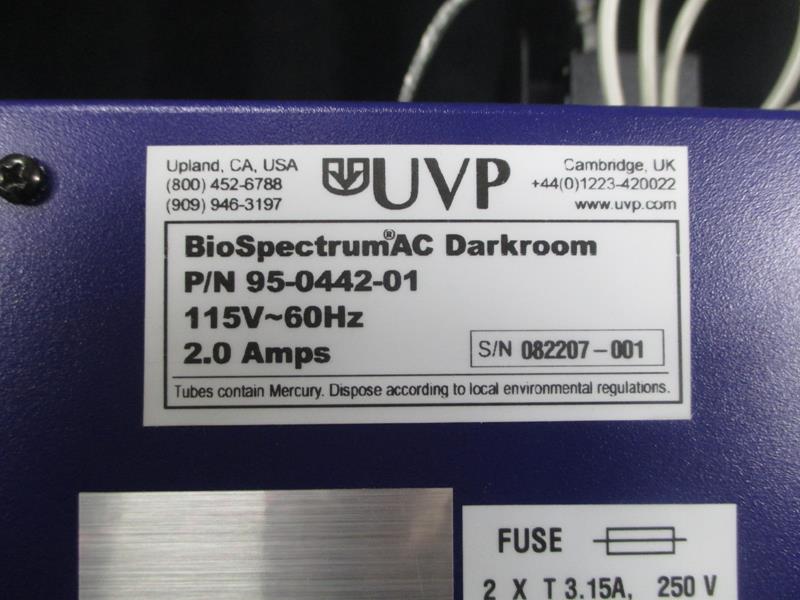 Upland, CA, USA
(800) 452-6788
(909) 946-3197
UVP
Cambridge, UK
+44(0)1223-420022
www.uvp.com
BioSpectrum®AC Darkroom
P/N 95-0442-01
115V~60Hz
2.0 Amps
S/N 082207-001
Tubes contain Mercury. Dispose according to local environmental regulations.
FUSE
2 X T 3.15A, 250 V